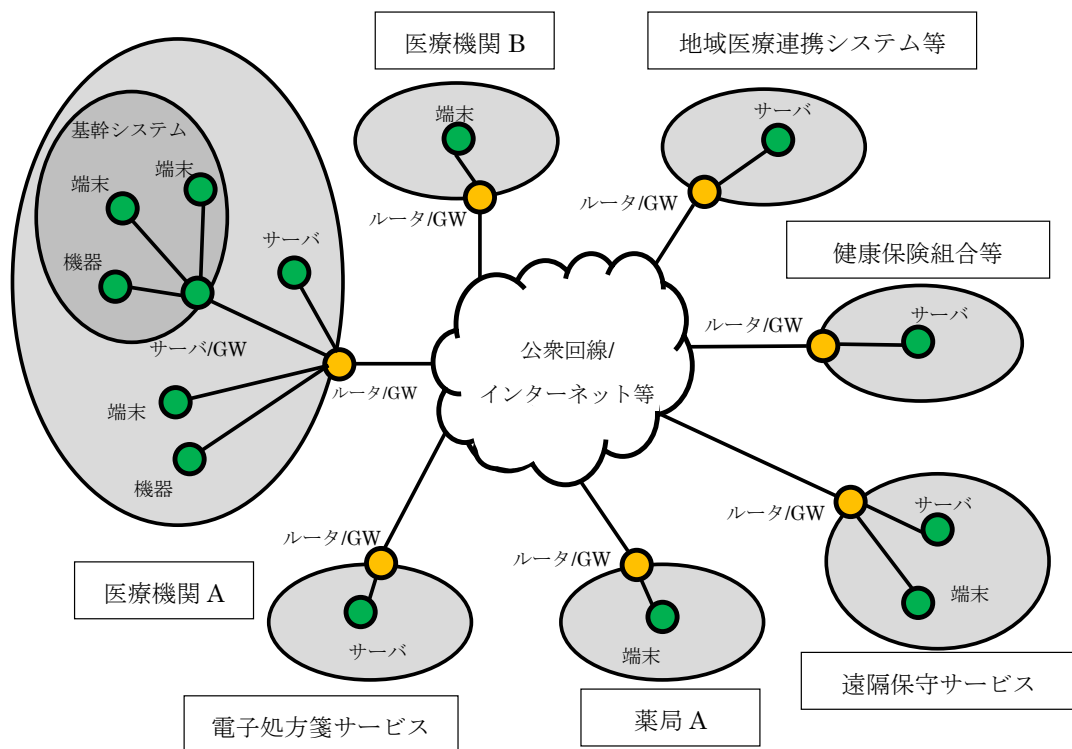 医療機関 B
地域医療連携システム等
端末
サーバ
基幹システム
端末
端末
ルータ/GW
ルータ/GW
サーバ
健康保険組合等
機器
サーバ
ルータ/GW
サーバ/GW
公衆回線/
インターネット等
ルータ/GW
端末
機器
サーバ
ルータ/GW
ルータ/GW
ルータ/GW
医療機関 A
端末
サーバ
端末
遠隔保守サービス
電子処方箋サービス
薬局 A